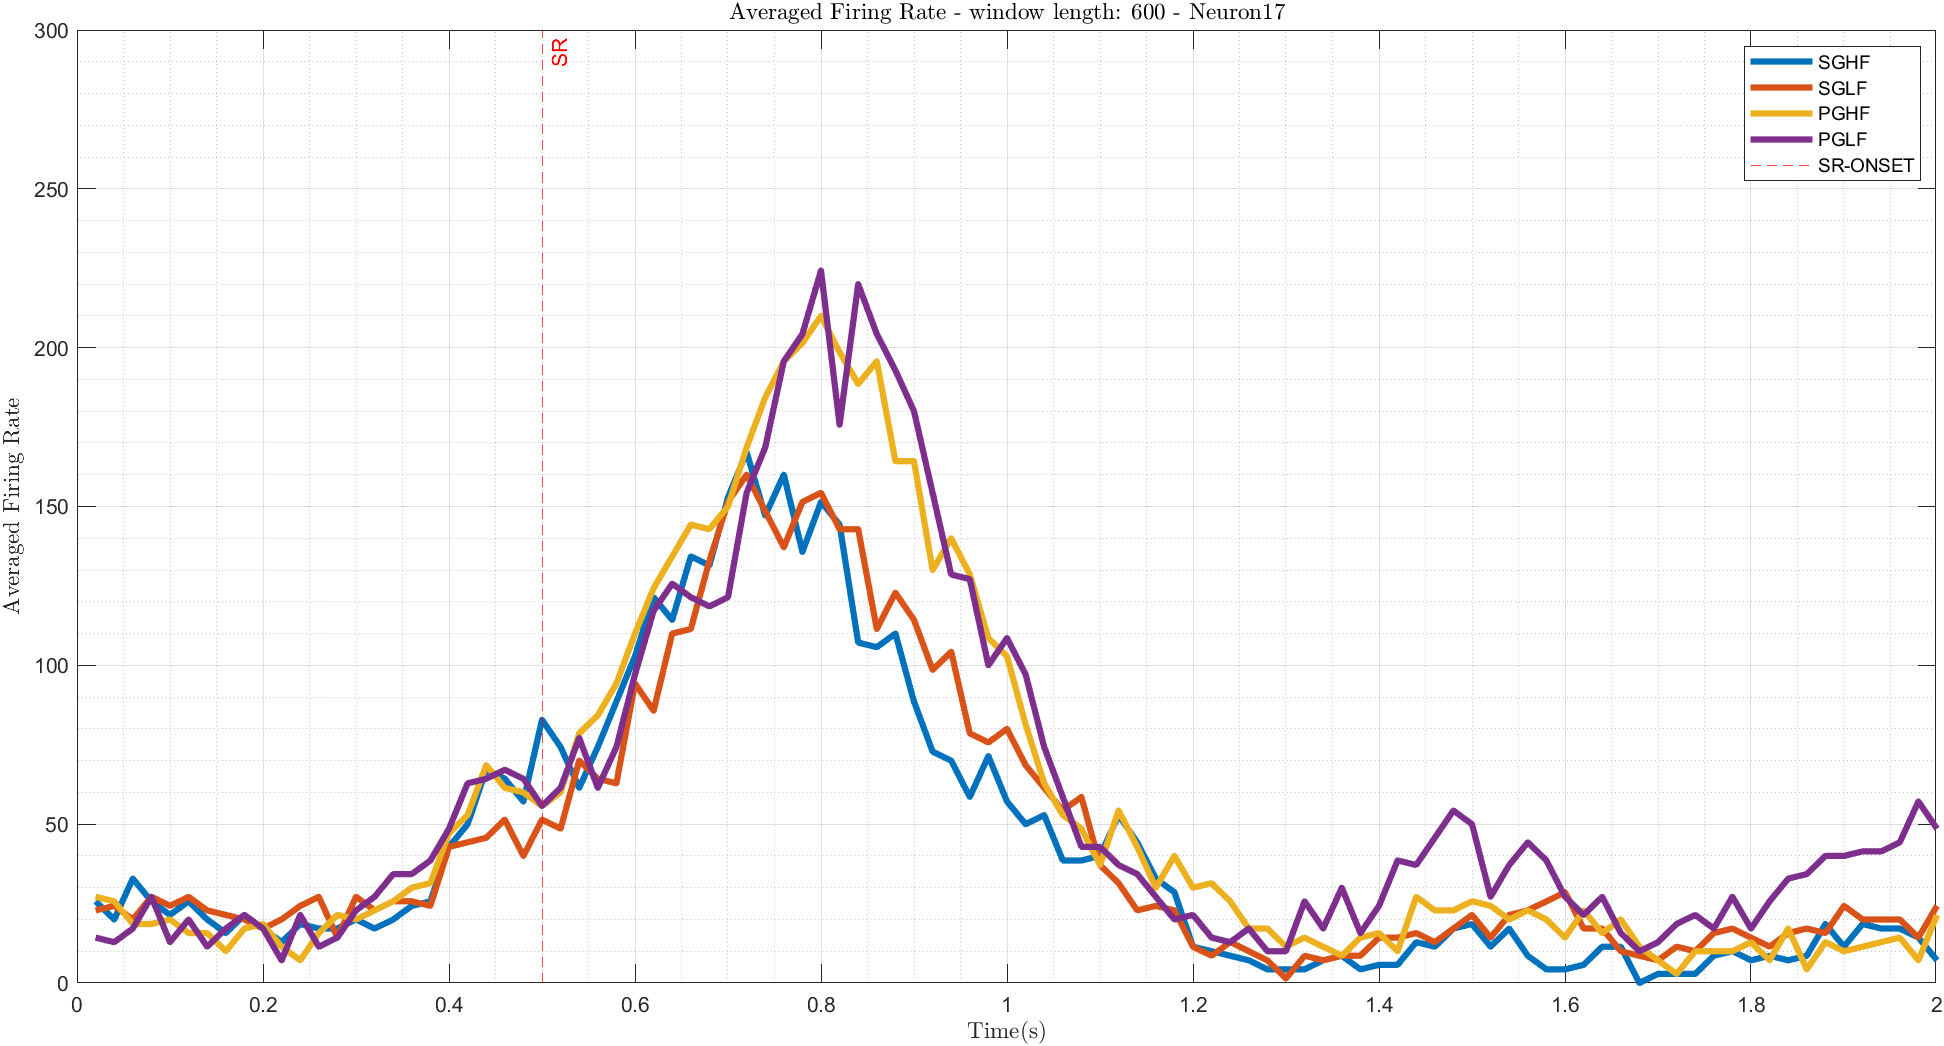 Averaged Firing Rate - window length: 600 - Neuron17
SR
SGHF
SGLF
PGHF
PGLF
SR-ONSET
Averaged Firing Rate
300
250
200
150
100
50
0
0 0.2 0.4 0.6 0.8 1 1.2 1.4 1.6 1.8 2
Time(s)